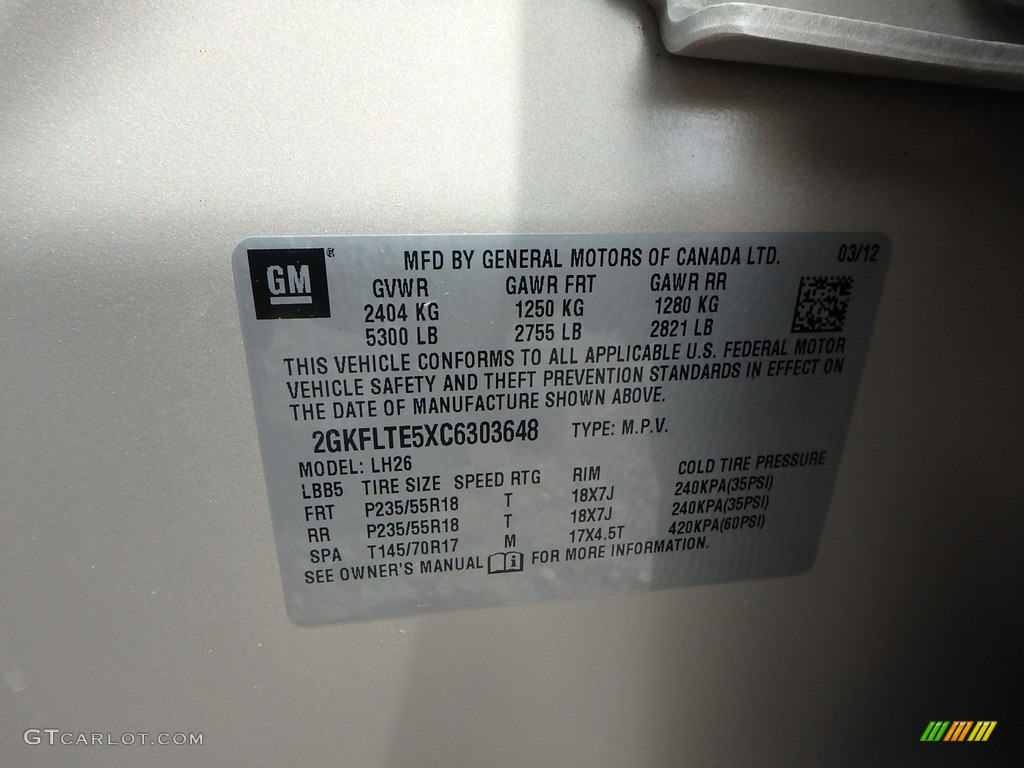 GM ®
MFD BY GENERAL MOTORS OF CANADA LTD. 03/12
GVWR GAWR FRT GAWR RR
2404 KG 1250 KG 1280 KG
5300 LB 2755 LB 2821 LB
THIS VEHICLE CONFORMS TO ALL APPLICABLE U.S. FEDERAL MOTOR
VEHICLE SAFETY AND THEFT PREVENTION STANDARDS IN EFFECT ON
THE DATE OF MANUFACTURE SHOWN ABOVE.
2GKFLTE5XC6303648 TYPE: M.P.V.
MODEL: LH26
LBB5 TIRE SIZE SPEED RTG RIM COLD TIRE PRESSURE
FRT P235/55R18 T 18X7J 240KPA(35PSI)
RR P235/55R18 T 18X7J 240KPA(35PSI)
SPA T145/70R17 M 17X4.5T 420KPA(60PSI)
SEE OWNER'S MANUAL i FOR MORE INFORMATION.
GTCARLOT.COM